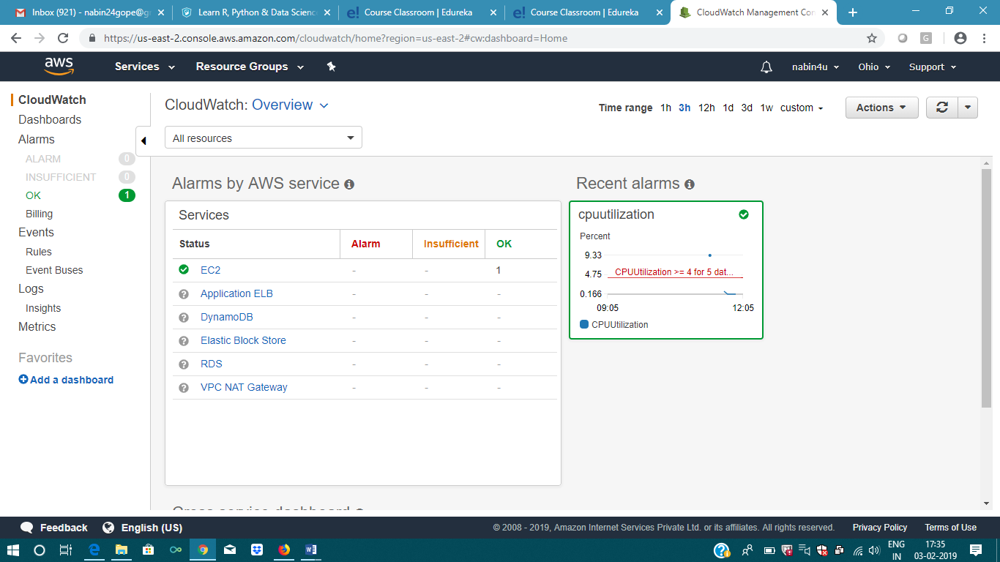 Inbox (921) - nabin24gope@g
Learn R, Python & Data Scienc
e! Course Classroom | Edureka
e! Course Classroom | Edureka
CloudWatch Management Con
https://us-east-2.console.aws.amazon.com/cloudwatch/home?region=us-east-2#cw:dashboard=Home
G
aws
Services
Resource Groups
nabin4u
Ohio
Support
CloudWatch
Dashboards
Alarms
ALARM 0
INSUFFICIENT 0
OK 1
Billing
Events
Rules
Event Buses
Logs
Insights
Metrics
Favorites
Add a dashboard
CloudWatch: Overview
Time range 1h 3h 12h 1d 3d 1w custom
Actions
All resources
Alarms by AWS service
Services
Status Alarm Insufficient OK
EC2 - - 1
Application ELB - - -
DynamoDB - - -
Elastic Block Store - - -
RDS - - -
VPC NAT Gateway - - -
Recent alarms
cpuutilization
Percent
9.33
4.75 CPUUtilization >= 4 for 5 dat...
0.166
09:05 12:05
CPUUtilization
Feedback
English (US)
© 2008 - 2019, Amazon Internet Services Private Ltd. or its affiliates. All rights reserved.
Privacy Policy
Terms of Use
ENG
IN
17:35
03-02-2019